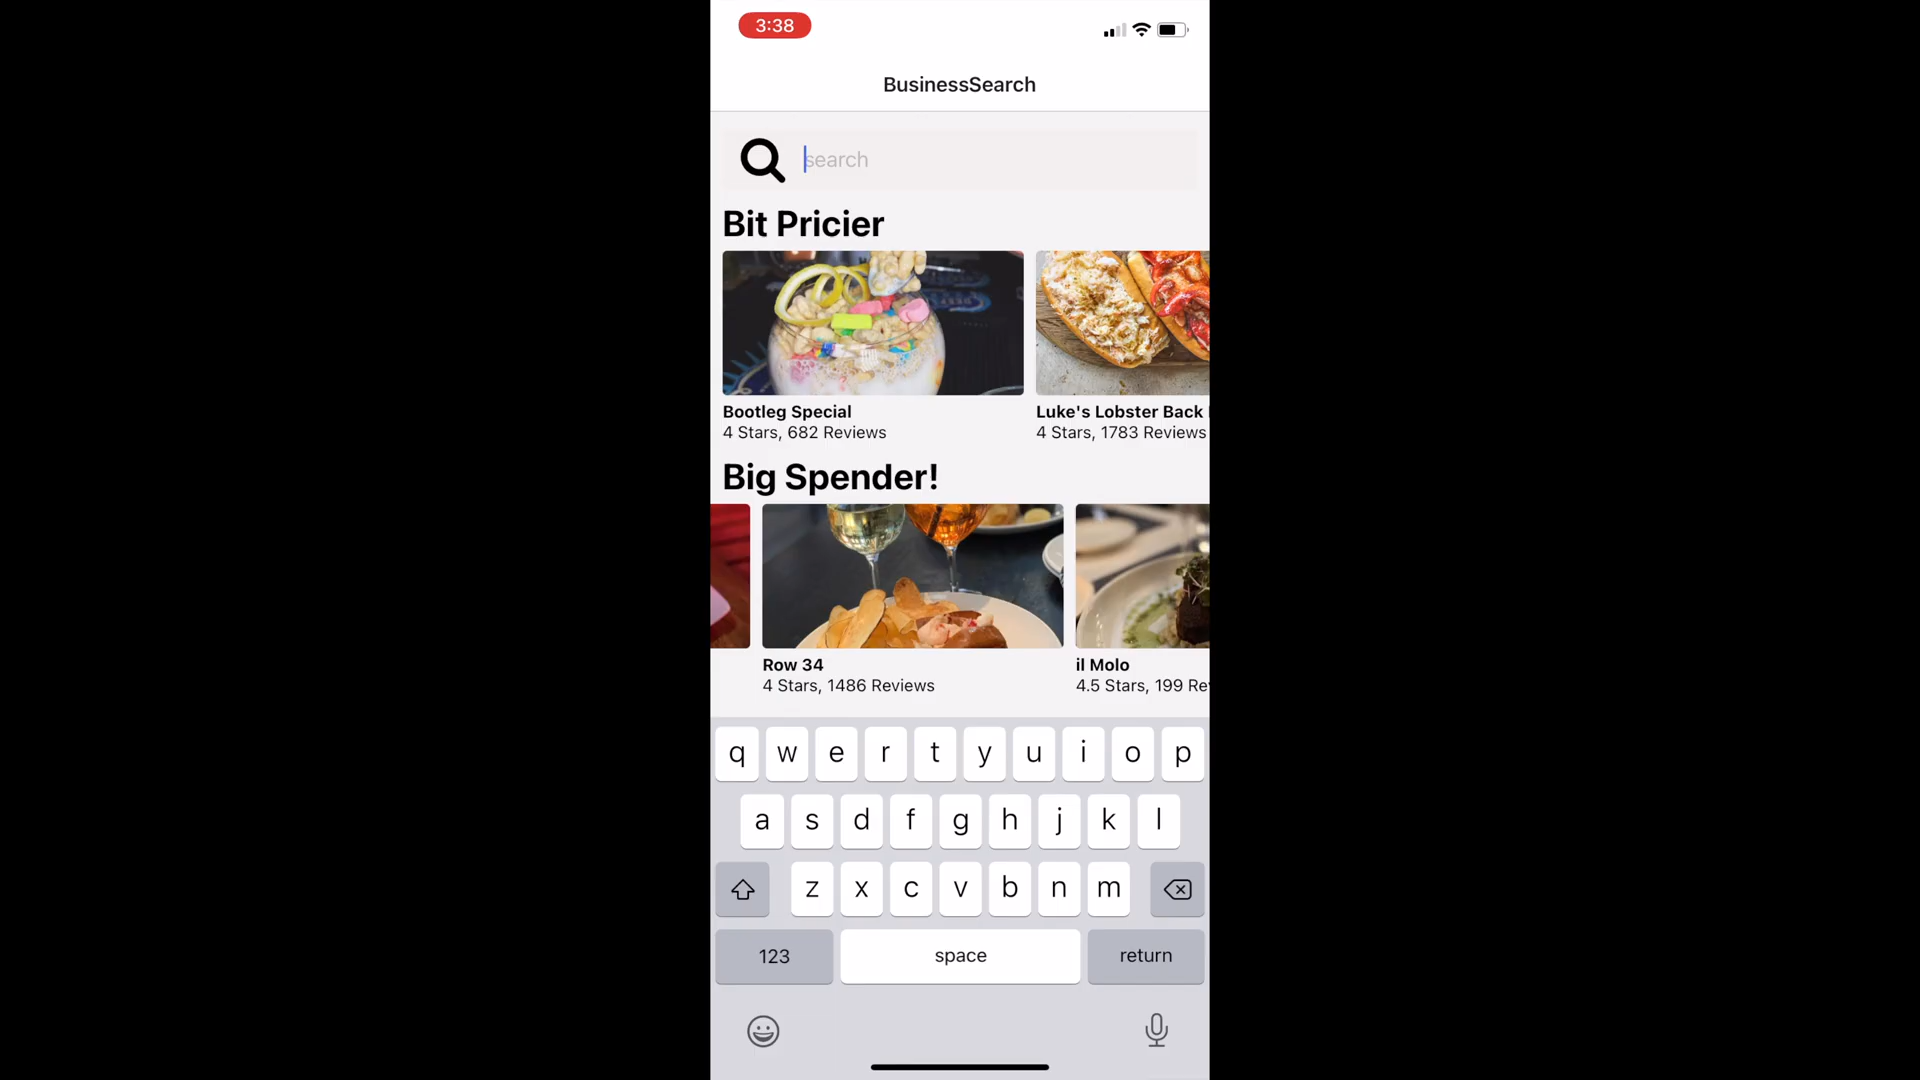 3:38
BusinessSearch
search
Bit Pricier
Bootleg Special
4 Stars, 682 Reviews
Luke's Lobster Back
4 Stars, 1783 Reviews
Big Spender!
Row 34
4 Stars, 1486 Reviews
il Molo
4.5 Stars, 199 Re
q w e r t y u i o p
a s d f g h j k l
z x c v b n m
123 space return